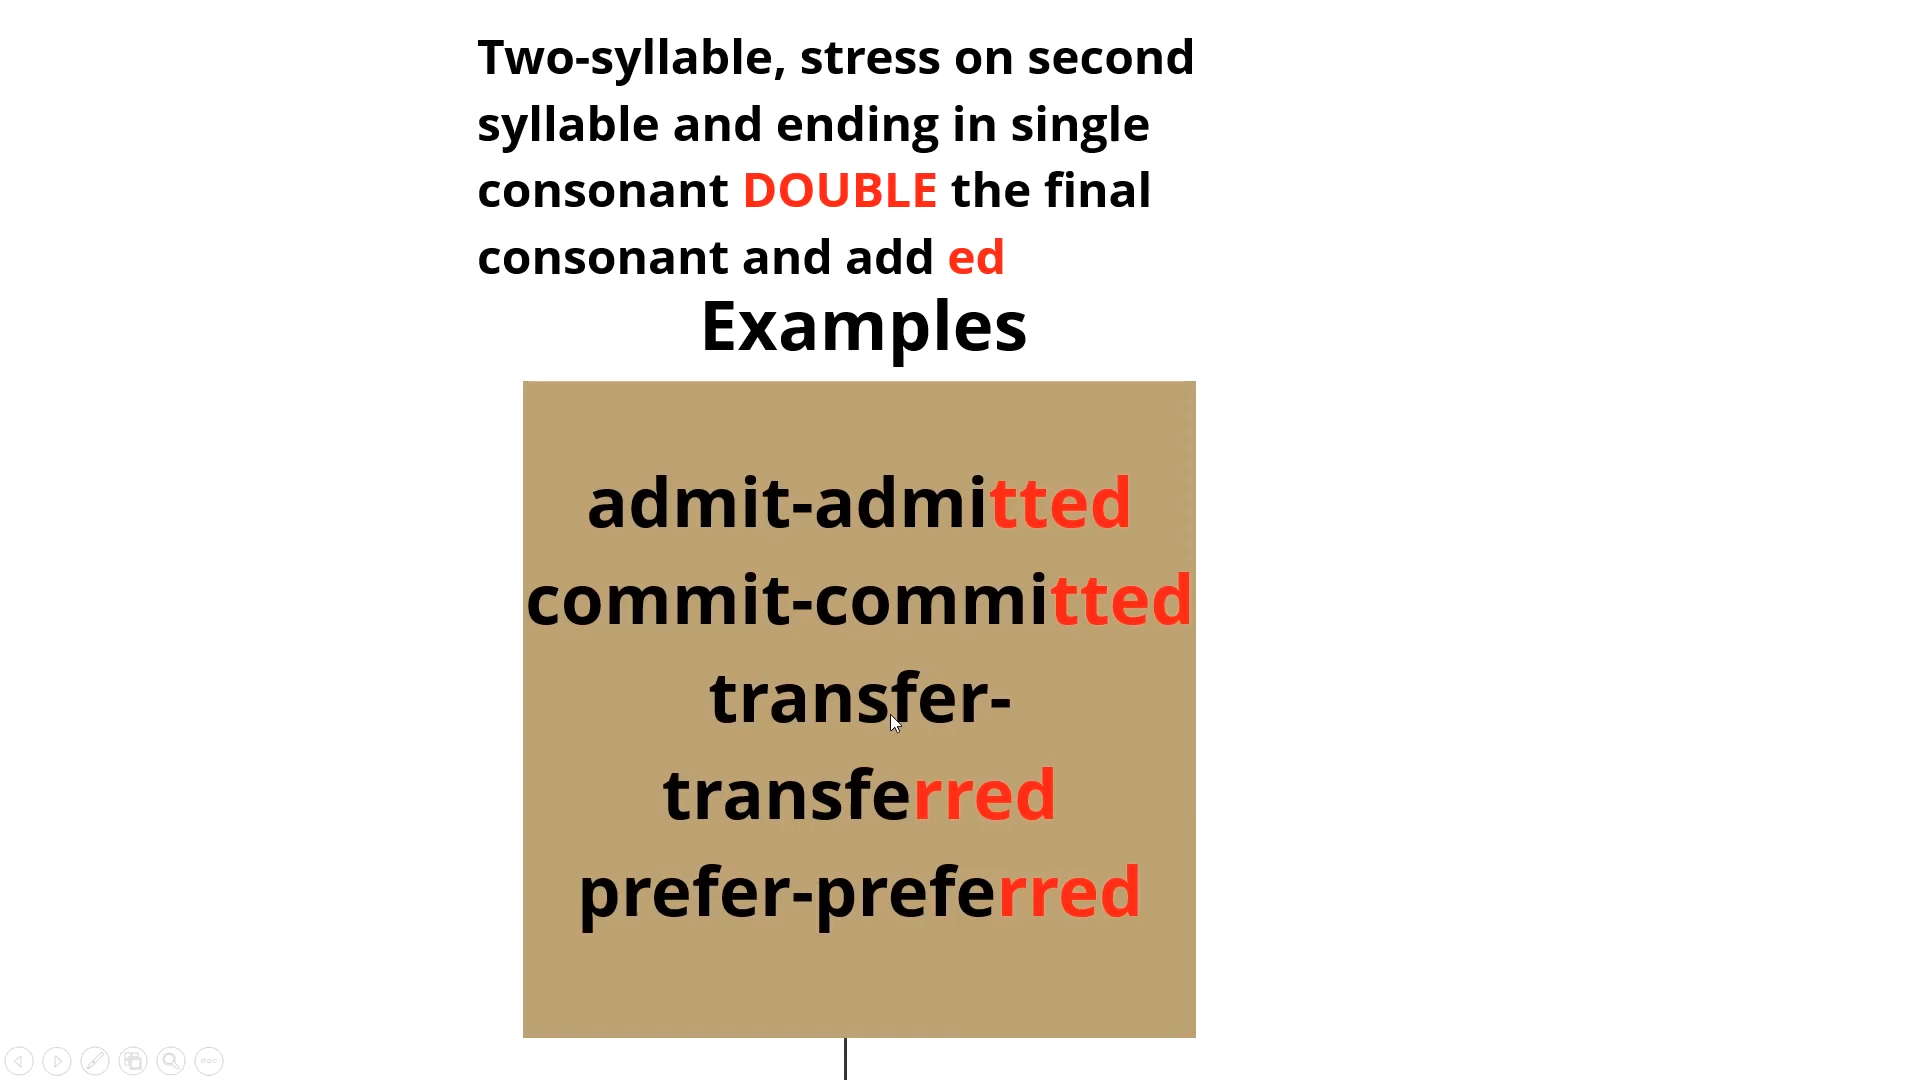 Two-syllable, stress on second
syllable and ending in single
consonant DOUBLE the final
consonant and add ed
Examples
admit-admitted
commit-committed
transfer-
transferred
prefer-preferred